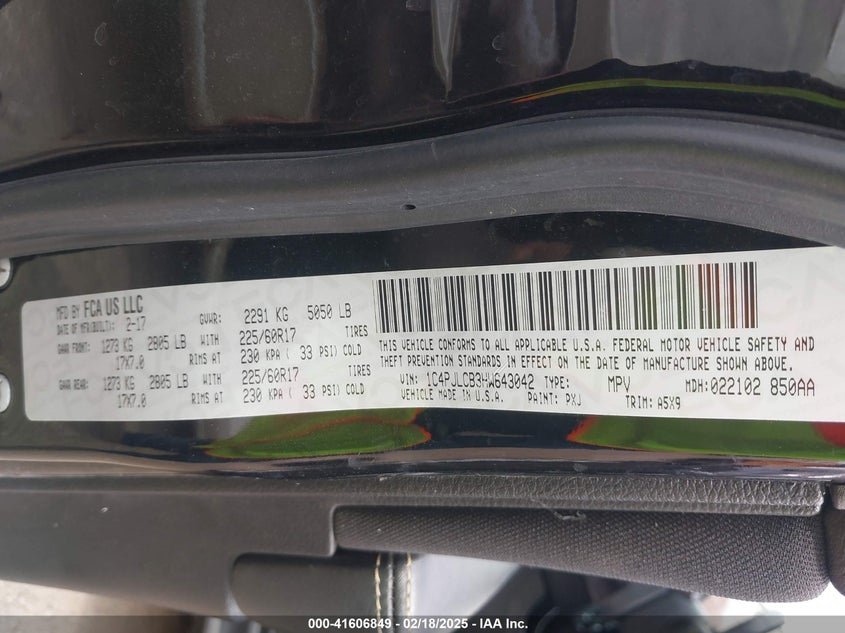 MFD BY FCA US LLC
DATE OF MFR(BUILT): 2-17 GVWR: 2291 KG 5050 LB
GAWR FRONT: 1273 KG 2805 LB WITH 225/60R17 TIRES
17X7.0 RIMS AT 230 KPA ( 33 PSI) COLD
GAWR REAR: 1273 KG 2805 LB WITH 225/60R17 TIRES
17X7.0 RIMS AT 230 KPA ( 33 PSI) COLD
THIS VEHICLE CONFORMS TO ALL APPLICABLE U.S.A. FEDERAL MOTOR VEHICLE SAFETY AND
THEFT PREVENTION STANDARDS IN EFFECT ON THE DATE OF MANUFACTURE SHOWN ABOVE.
VIN: 1C4PJLCB3HW643042 TYPE: MPV MDH: 022102 850AA
VEHICLE MADE IN U.S.A. PAINT: PXJ TRIM: A5X9
000-41606849 - 02/18/2025 - IAA Inc.